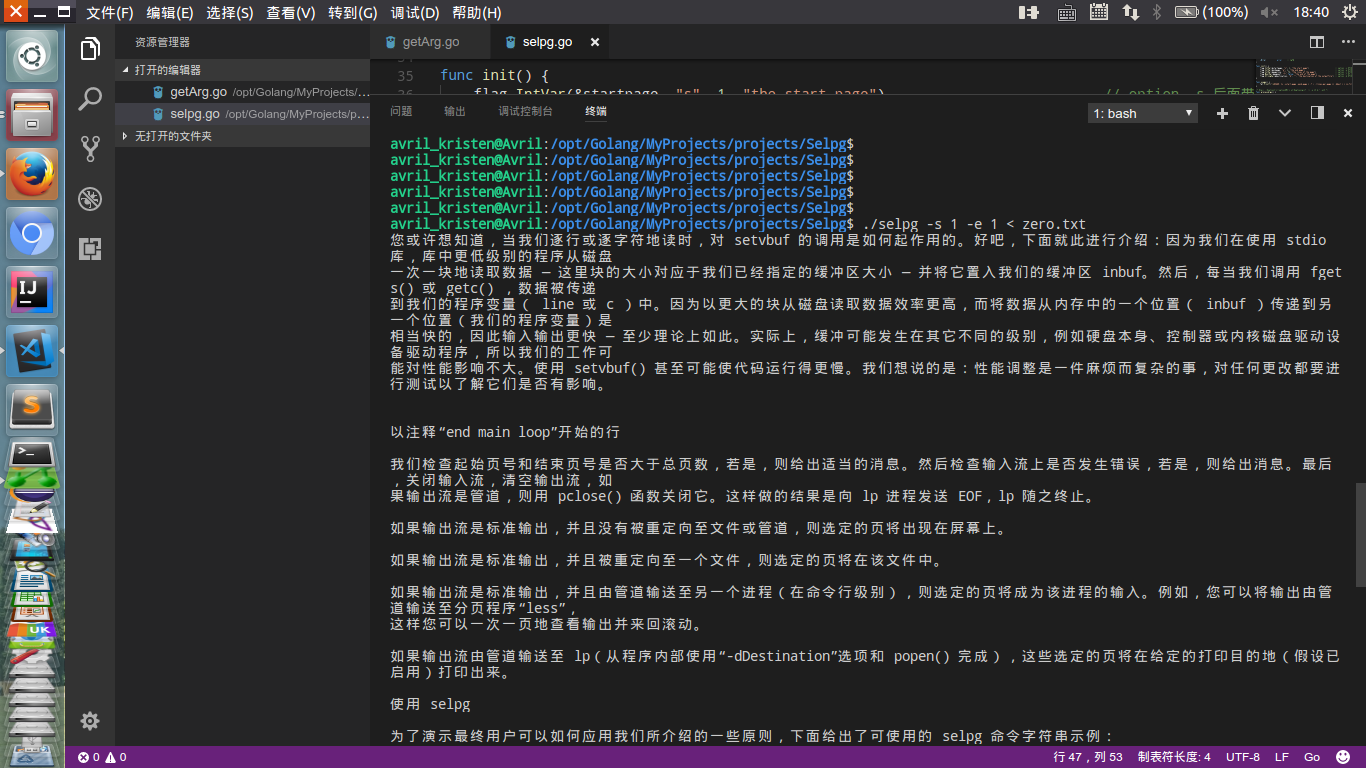 文件(F) 编辑(E) 选择(S) 查看(V) 转到(G) 调试(D) 帮助(H)
(100%) 18:40
资源管理器
打开的编辑器
getArg.go /opt/Golang/MyProjects/...
selpg.go /opt/Golang/MyProjects/p...
无打开的文件夹
getArg.go selpg.go
35 func init() {
问题 输出 调试控制台 终端 1: bash
avril_kristen@Avril:/opt/Golang/MyProjects/projects/Selpg$
avril_kristen@Avril:/opt/Golang/MyProjects/projects/Selpg$
avril_kristen@Avril:/opt/Golang/MyProjects/projects/Selpg$
avril_kristen@Avril:/opt/Golang/MyProjects/projects/Selpg$
avril_kristen@Avril:/opt/Golang/MyProjects/projects/Selpg$
avril_kristen@Avril:/opt/Golang/MyProjects/projects/Selpg$ ./selpg -s 1 -e 1 < zero.txt
您或许想知道，当我们逐行或逐字符地读时，对 setvbuf 的调用是如何起作用的。好吧，下面就此进行介绍：因为我们在使用 stdio
库，库中更低级别的程序从磁盘
一次一块地读取数据 — 这里块的大小对应于我们已经指定的缓冲区大小 — 并将它置入我们的缓冲区 inbuf。然后，每当我们调用 fget
s() 或 getc() ，数据被传递
到我们的程序变量（ line 或 c ）中。因为以更大的块从磁盘读取数据效率更高，而将数据从内存中的一个位置（ inbuf ）传递到另
一个位置（我们的程序变量）是
相当快的，因此输入输出更快 — 至少理论上如此。实际上，缓冲可能发生在其它不同的级别，例如硬盘本身、控制器或内核磁盘驱动设
备驱动程序，所以我们的工作可
能对性能影响不大。使用 setvbuf() 甚至可能使代码运行得更慢。我们想说的是：性能调整是一件麻烦而复杂的事，对任何更改都要进
行测试以了解它们是否有影响。
以注释“end main loop”开始的行
我们检查起始页号和结束页号是否大于总页数，若是，则给出适当的消息。然后检查输入流上是否发生错误，若是，则给出消息。最后
，关闭输入流，清空输出流，如
果输出流是管道，则用 pclose() 函数关闭它。这样做的结果是向 lp 进程发送 EOF，lp 随之终止。
如果输出流是标准输出，并且没有被重定向至文件或管道，则选定的页将出现在屏幕上。
如果输出流是标准输出，并且被重定向至一个文件，则选定的页将在该文件中。
如果输出流是标准输出，并且由管道输送至另一个进程（在命令行级别），则选定的页将成为该进程的输入。例如，您可以将输出由管
道输送至分页程序“less”，
这样您可以一次一页地查看输出并来回滚动。
如果输出流由管道输送至 lp（从程序内部使用“-dDestination”选项和 popen() 完成），这些选定的页将在给定的打印目的地（假设已
启用）打印出来。
使用 selpg
为了演示最终用户可以如何应用我们所介绍的一些原则，下面给出了可使用的 selpg 命令字符串示例：
0 0 行 47，列 53 制表符长度: 4 UTF-8 LF Go